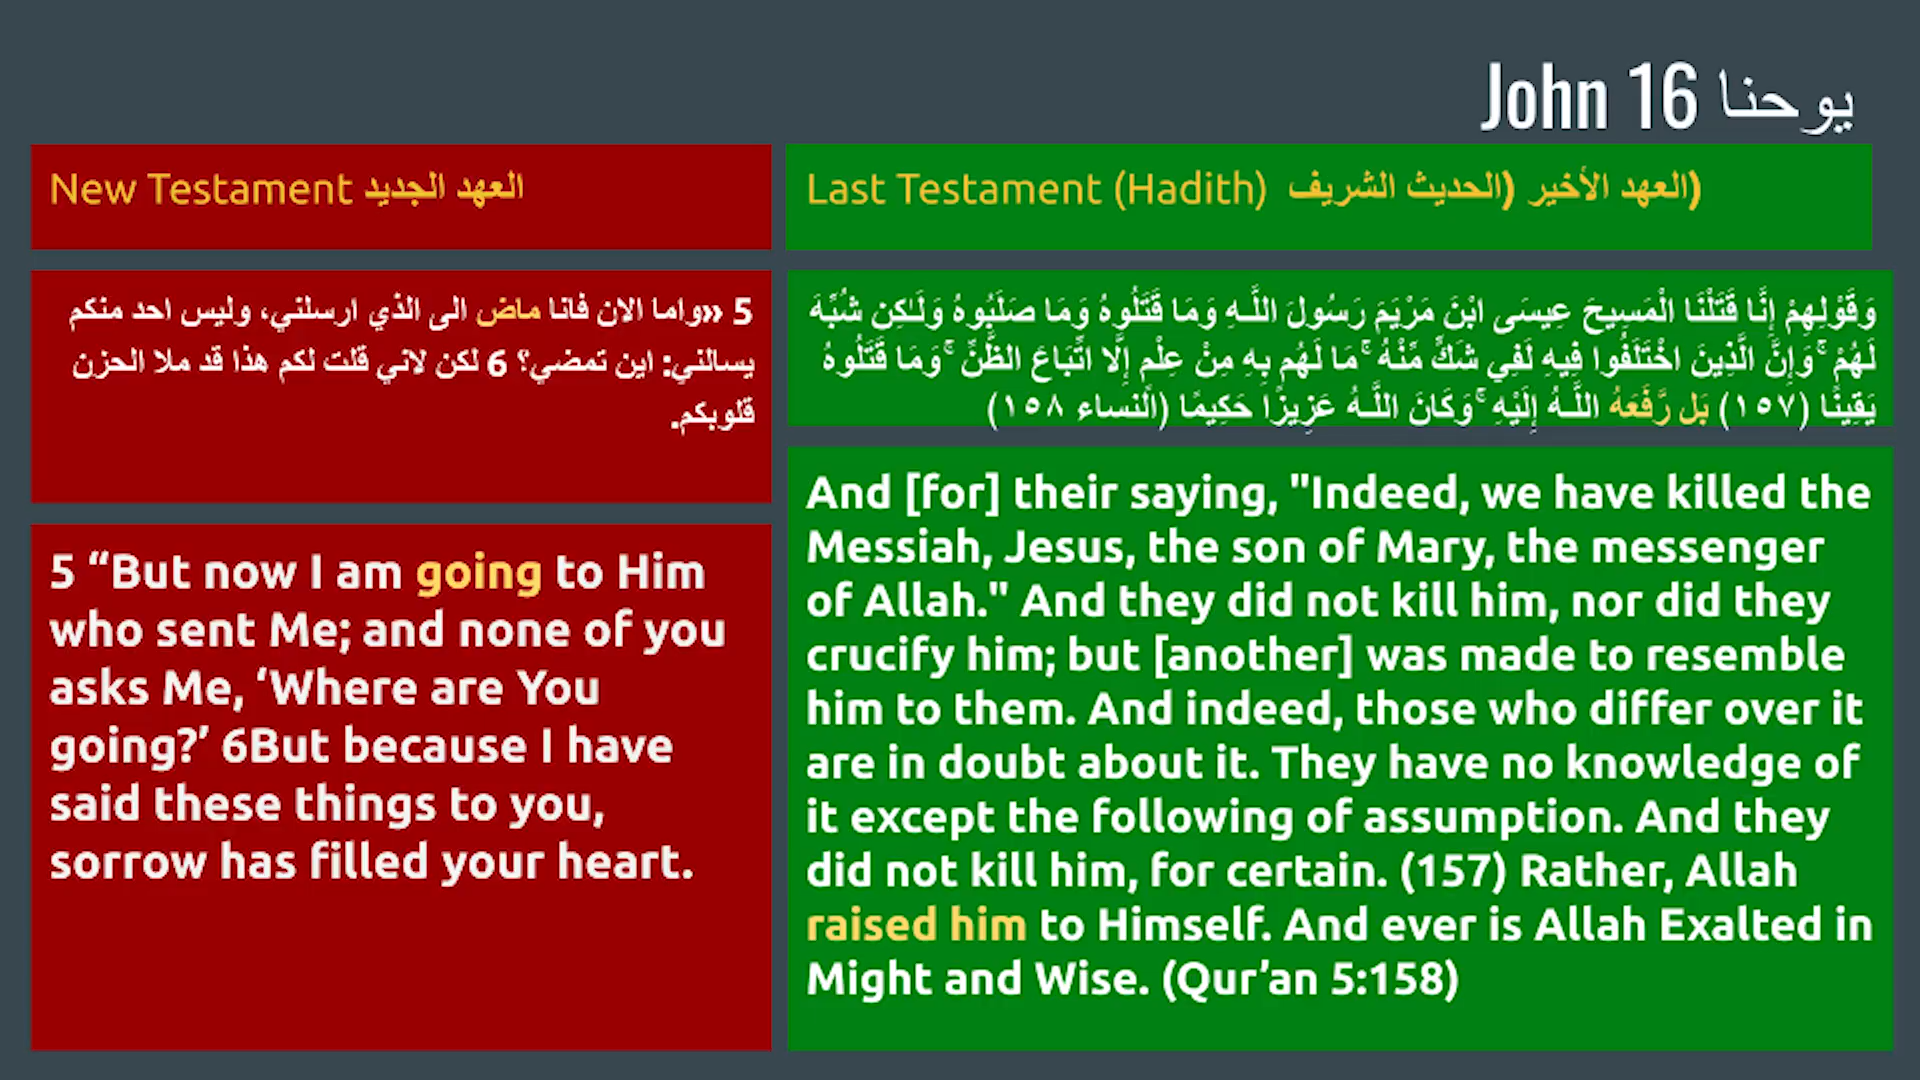 John 16 يوحنا
New Testament العهد الجديد
Last Testament (Hadith) العهد الأخير (الحديث الشريف)
5 «واما الان فانا ماض الى الذي ارسلني، وليس احد منكم
يسالني: اين تمضي؟ 6 لكن لاني قلت لكم هذا قد ملا الحزن
قلوبكم.
وَقَوْلِهِمْ إِنَّا قَتَلْنَا الْمَسِيحَ عِيسَى ابْنَ مَرْيَمَ رَسُولَ اللَّـهِ وَمَا قَتَلُوهُ وَمَا صَلَبُوهُ وَلَـٰكِن شُبِّهَ
لَهُمْ ۚ وَإِنَّ الَّذِينَ اخْتَلَفُوا فِيهِ لَفِي شَكٍّ مِّنْهُ ۚ مَا لَهُم بِهِ مِنْ عِلْمٍ إِلَّا اتِّبَاعَ الظَّنِّ ۚ وَمَا قَتَلُوهُ
يَقِينًا (١٥٧) بَل رَّفَعَهُ اللَّـهُ إِلَيْهِ ۚ وَكَانَ اللَّـهُ عَزِيزًا حَكِيمًا (النساء ١٥٨)
5 “But now I am going to Him
who sent Me; and none of you
asks Me, ‘Where are You
going?’ 6But because I have
said these things to you,
sorrow has filled your heart.
And [for] their saying, "Indeed, we have killed the
Messiah, Jesus, the son of Mary, the messenger
of Allah." And they did not kill him, nor did they
crucify him; but [another] was made to resemble
him to them. And indeed, those who differ over it
are in doubt about it. They have no knowledge of
it except the following of assumption. And they
did not kill him, for certain. (157) Rather, Allah
raised him to Himself. And ever is Allah Exalted in
Might and Wise. (Qur’an 5:158)